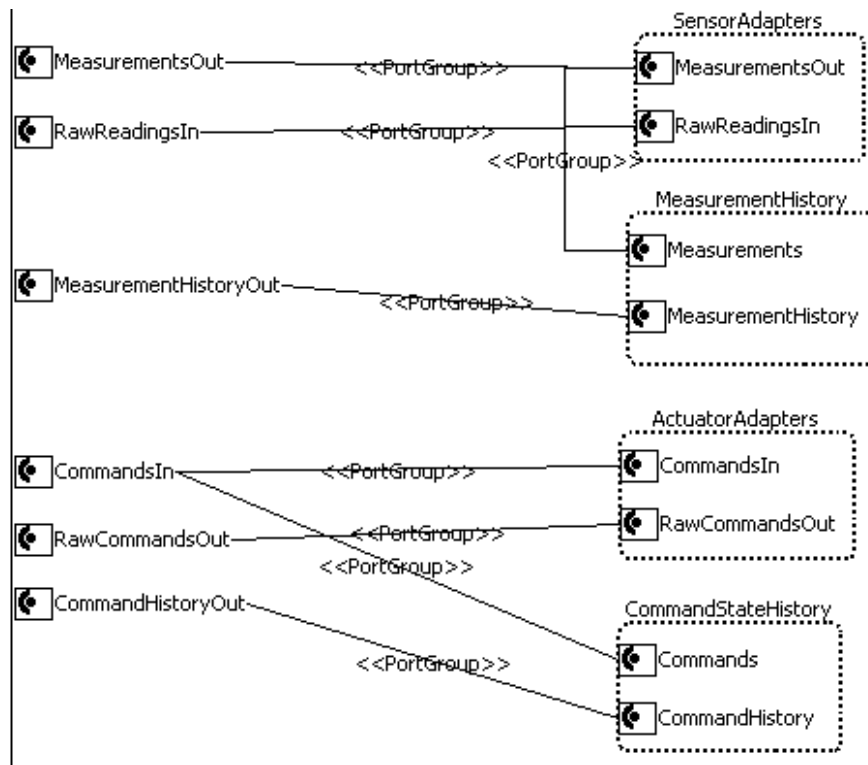 SensorAdapters
MeasurementsOut
<<PortGroup>>
MeasurementsOut
RawReadingsIn
<<PortGroup>>
RawReadingsIn
<<PortGroup>>
MeasurementHistory
Measurements
MeasurementHistoryOut
<<PortGroup>>
MeasurementHistory
ActuatorAdapters
CommandsIn
<<PortGroup>>
CommandsIn
RawCommandsOut
<<PortGroup>>
RawCommandsOut
<<PortGroup>>
CommandHistoryOut
CommandStateHistory
<<PortGroup>>
Commands
CommandHistory